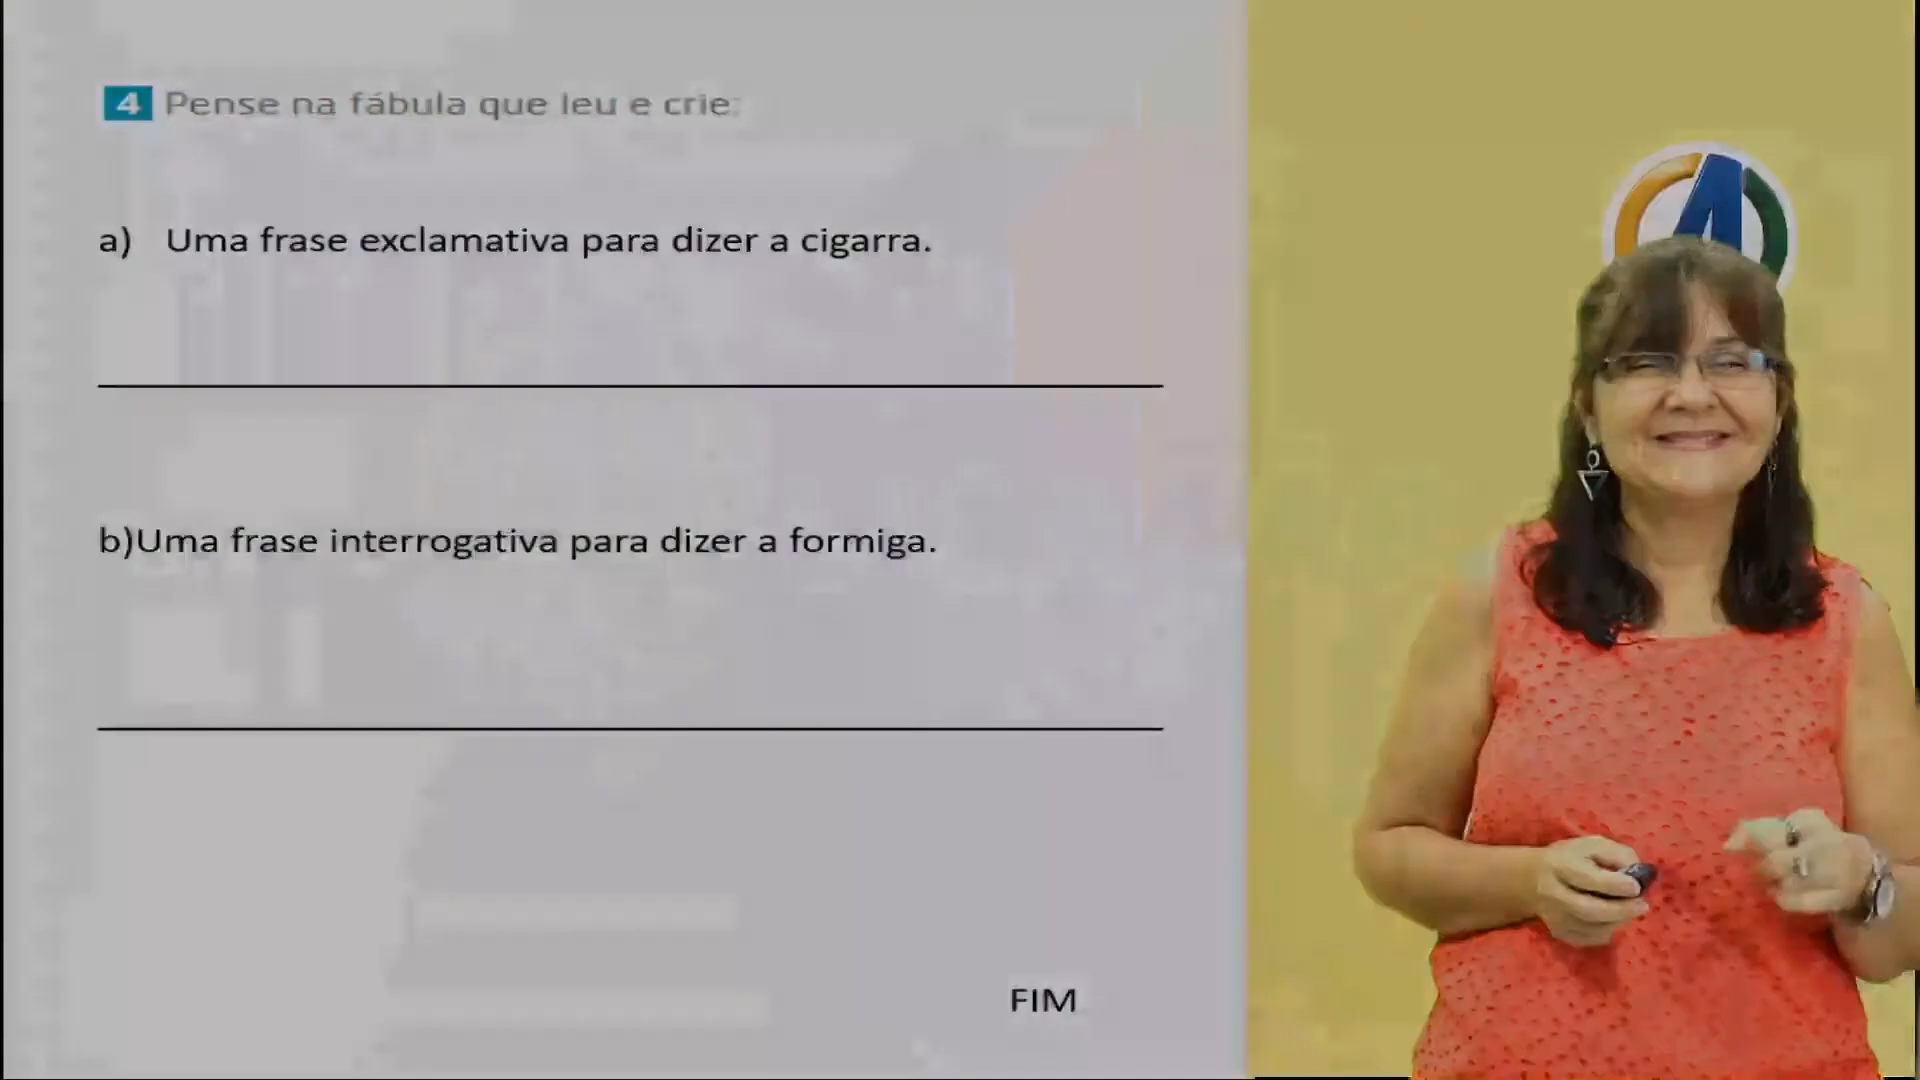 4 Pense na fábula que leu e crie:
a) Uma frase exclamativa para dizer a cigarra.
b)Uma frase interrogativa para dizer a formiga.
FIM